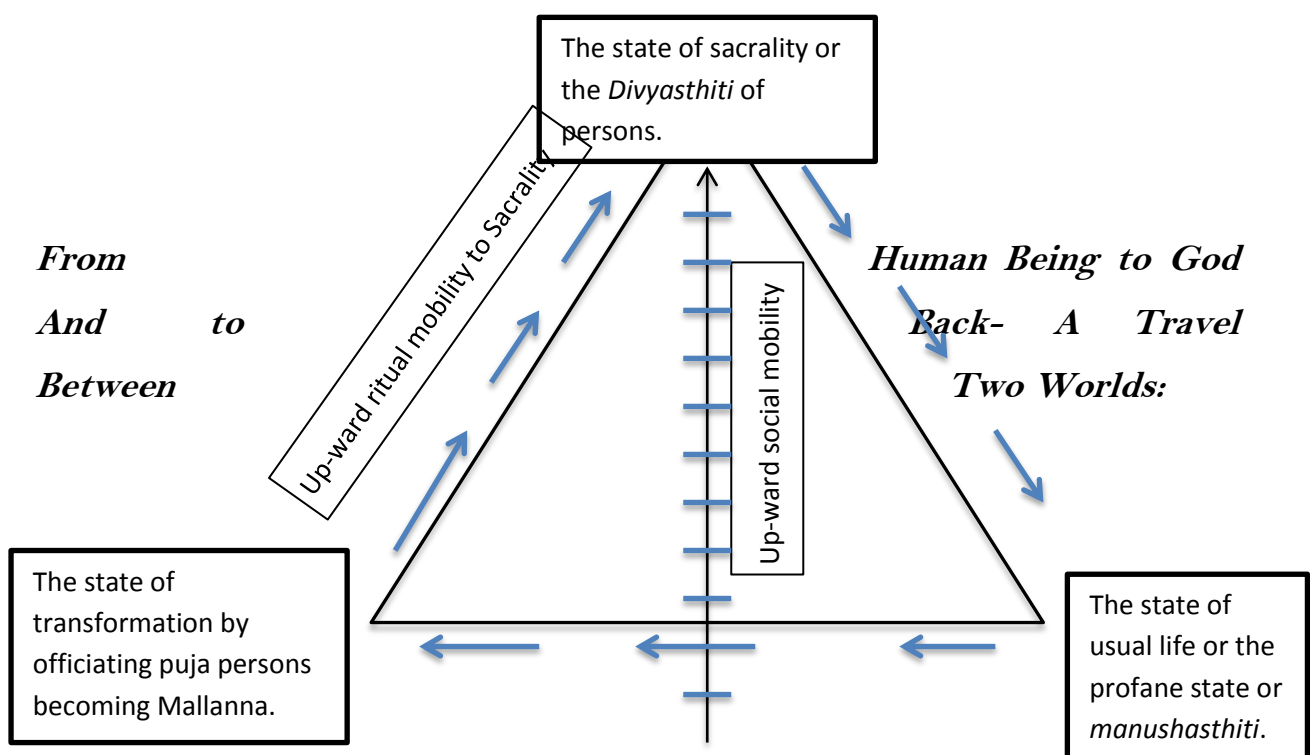 The state of sacrality or
the Divyasthiti of
persons.
Up-ward ritual mobility to Sacrality
Up-ward social mobility
From Human Being to God
And to Back- A Travel
Between Two Worlds:
The state of
transformation by
officiating puja persons
becoming Mallanna.
The state of
usual life or the
profane state or
manushasthiti.